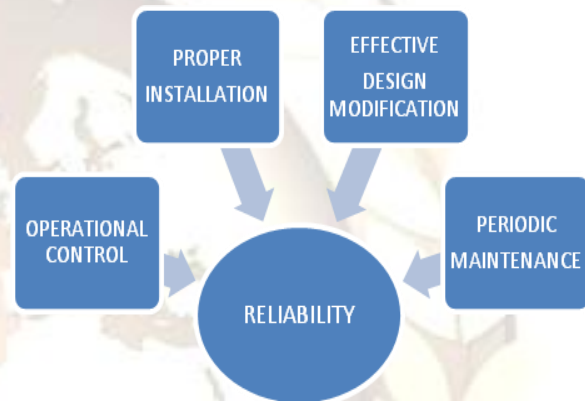 PROPER
INSTALLATION
EFFECTIVE
DESIGN
MODIFICATION
OPERATIONAL
CONTROL
PERIODIC
MAINTENANCE
RELIABILITY